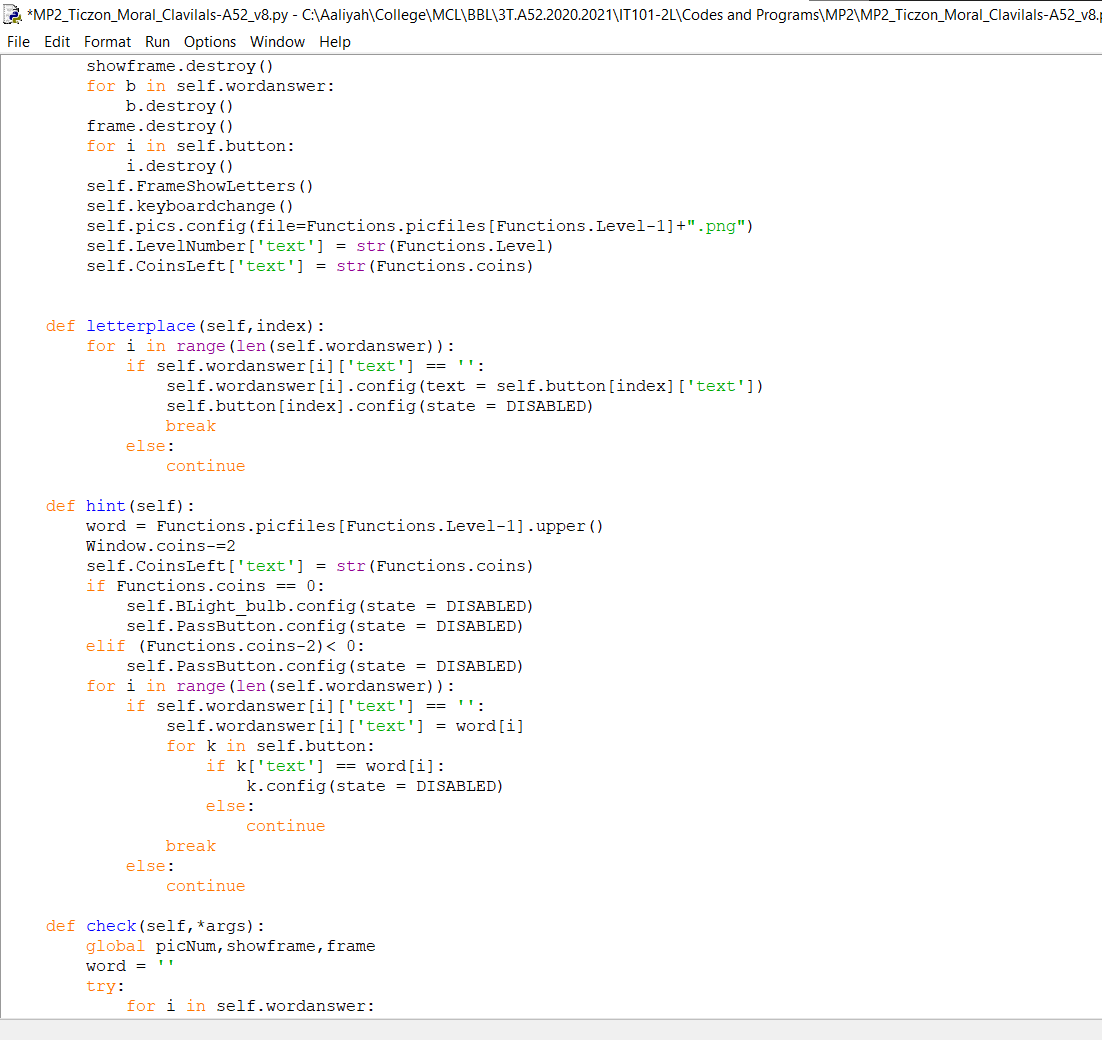 *MP2_Ticzon_Moral_Clavilals-A52_v8.py - C:\Aaliyah\College\MCL\BBL\3T.A52.2020.2021\IT101-2L\Codes and Programs\MP2\MP2_Ticzon_Moral_Clavilals-A52_v8.p
File Edit Format Run Options Window Help
        showframe.destroy()
        for b in self.wordanswer:
            b.destroy()
        frame.destroy()
        for i in self.button:
            i.destroy()
        self.FrameShowLetters()
        self.keyboardchange()
        self.pics.config(file=Functions.picfiles[Functions.Level-1]+".png")
        self.LevelNumber['text'] = str(Functions.Level)
        self.CoinsLeft['text'] = str(Functions.coins)
    def letterplace(self,index):
        for i in range(len(self.wordanswer)):
            if self.wordanswer[i]['text'] == '':
                self.wordanswer[i].config(text = self.button[index]['text'])
                self.button[index].config(state = DISABLED)
                break
            else:
                continue
    def hint(self):
        word = Functions.picfiles[Functions.Level-1].upper()
        Window.coins-=2
        self.CoinsLeft['text'] = str(Functions.coins)
        if Functions.coins == 0:
            self.BLight_bulb.config(state = DISABLED)
            self.PassButton.config(state = DISABLED)
        elif (Functions.coins-2)< 0:
            self.PassButton.config(state = DISABLED)
        for i in range(len(self.wordanswer)):
            if self.wordanswer[i]['text'] == '':
                self.wordanswer[i]['text'] = word[i]
                for k in self.button:
                    if k['text'] == word[i]:
                        k.config(state = DISABLED)
                    else:
                        continue
                break
            else:
                continue
    def check(self,*args):
        global picNum,showframe,frame
        word = ''
        try:
            for i in self.wordanswer: